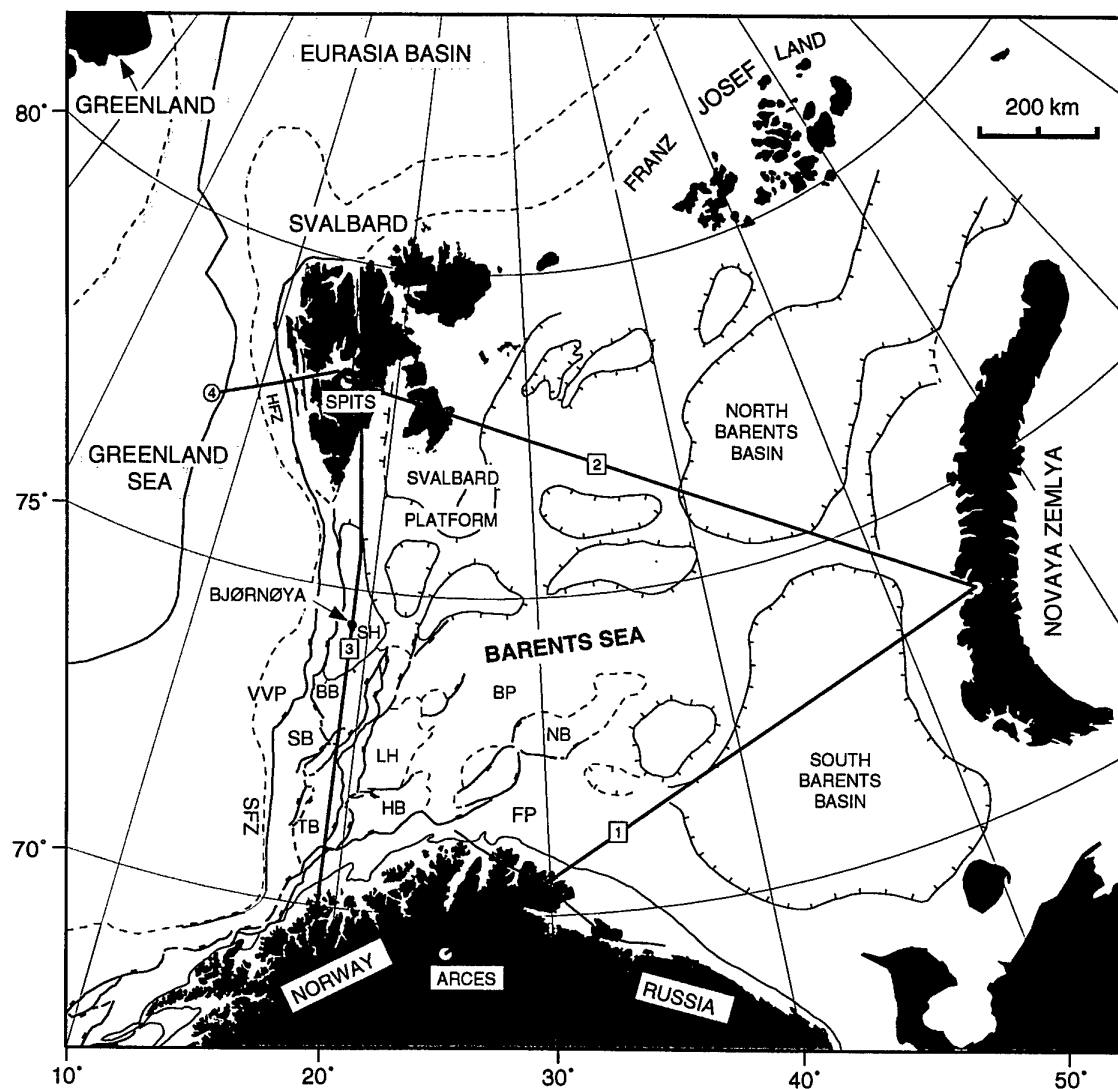 EURASIA BASIN
GREENLAND
80°
FRANZ JOSEF LAND
200 km
SVALBARD
4
HFZ
SPITS
2
NORTH
BARENTS
BASIN
GREENLAND
SEA
SVALBARD
PLATFORM
NOVAYA ZEMLYA
75°
BJØRNØYA
SH
3
BARENTS SEA
VVP
BB
BP
SB
NB
LH
SOUTH
BARENTS
BASIN
SFZ
TB
HB
FP
1
70°
NORWAY
ARCES
RUSSIA
10°
20°
30°
40°
50°